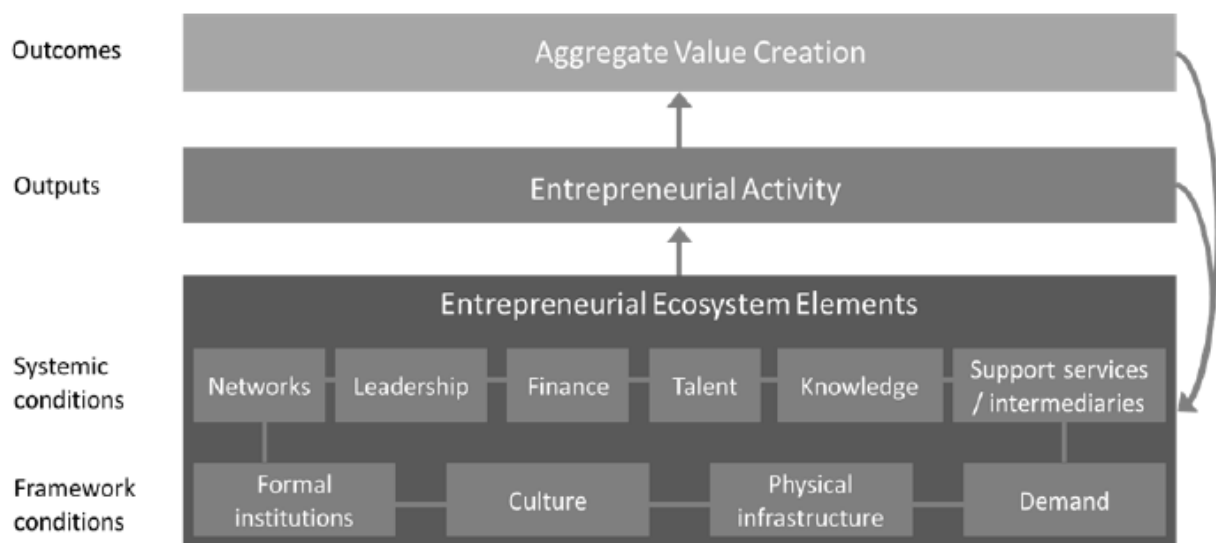 Outcomes
Aggregate Value Creation
Outputs
Entrepreneurial Activity
Entrepreneurial Ecosystem Elements
Systemic
conditions
Networks
Leadership
Finance
Talent
Knowledge
Support services
/ intermediaries
Framework
conditions
Formal
institutions
Culture
Physical
infrastructure
Demand